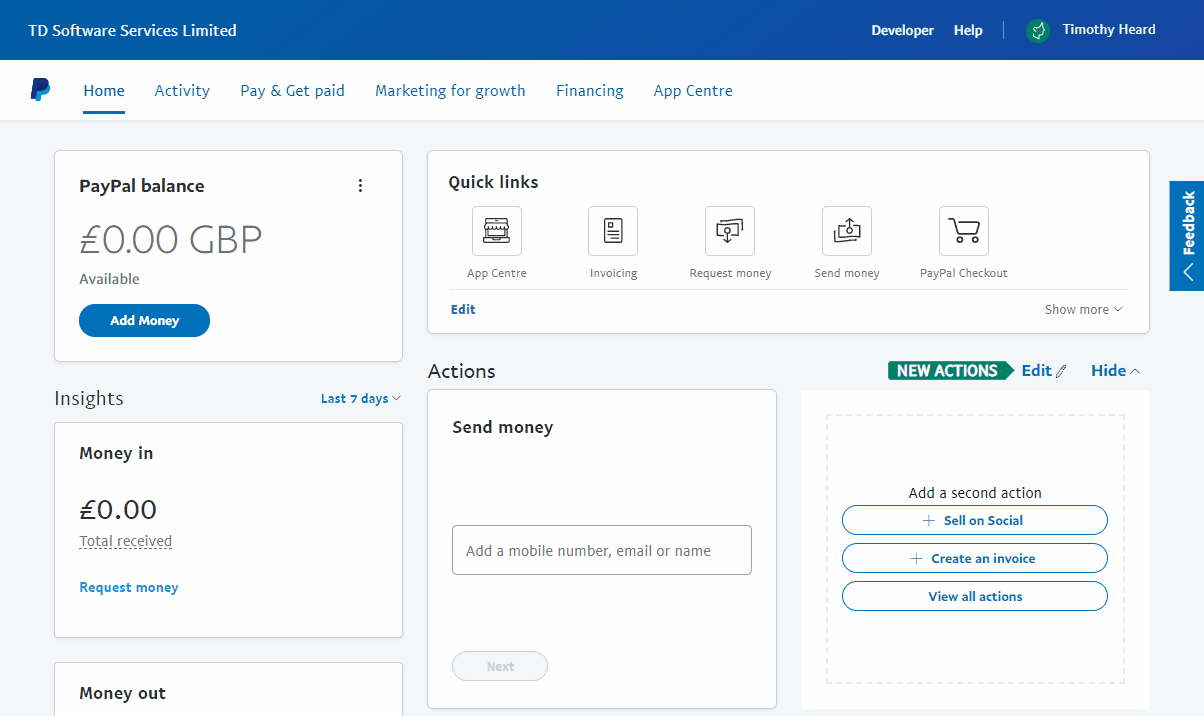 TD Software Services Limited
Developer
Help
Timothy Heard
Home
Activity
Pay & Get paid
Marketing for growth
Financing
App Centre
PayPal balance
£0.00 GBP
Available
Add Money
Quick links
App Centre
Invoicing
Request money
Send money
PayPal Checkout
Edit
Show more
Feedback
Insights
Last 7 days
Money in
£0.00
Total received
Request money
Money out
Actions
NEW ACTIONS
Edit
Hide
Send money
Add a mobile number, email or name
Next
Add a second action
Sell on Social
Create an invoice
View all actions